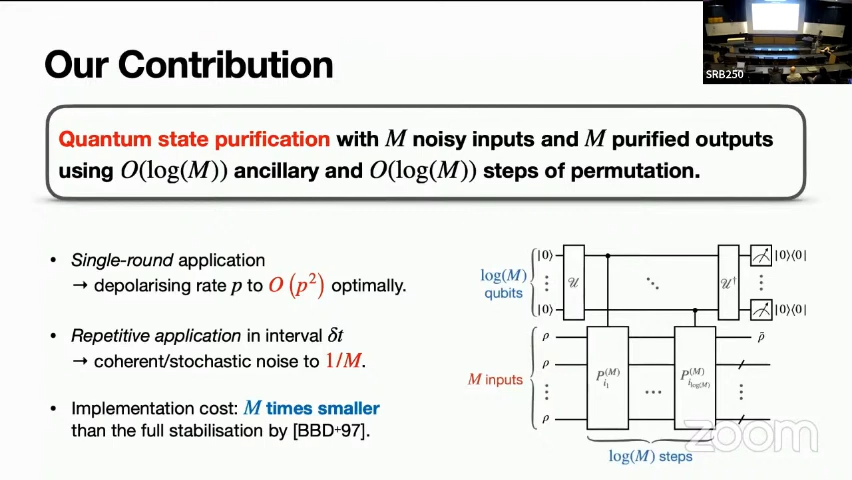 Our Contribution
SRB250
Quantum state purification with M noisy inputs and M purified outputs
using O(log(M)) ancillary and O(log(M)) steps of permutation.
• Single-round application
→ depolarising rate p to O(p²) optimally.
• Repetitive application in interval δt
→ coherent/stochastic noise to 1/M.
• Implementation cost: M times smaller
than the full stabilisation by [BBD+97].
log(M)
qubits
|0⟩
⋮
|0⟩
𝒰
⋱
𝒰†
|0⟩⟨0|
⋮
|0⟩⟨0|
M inputs
ρ
ρ
⋮
ρ
P_{i_1}^{(M)}
⋯
P_{i_{log(M)}}^{(M)}
ρ̃
⋮
log(M) steps
zoom